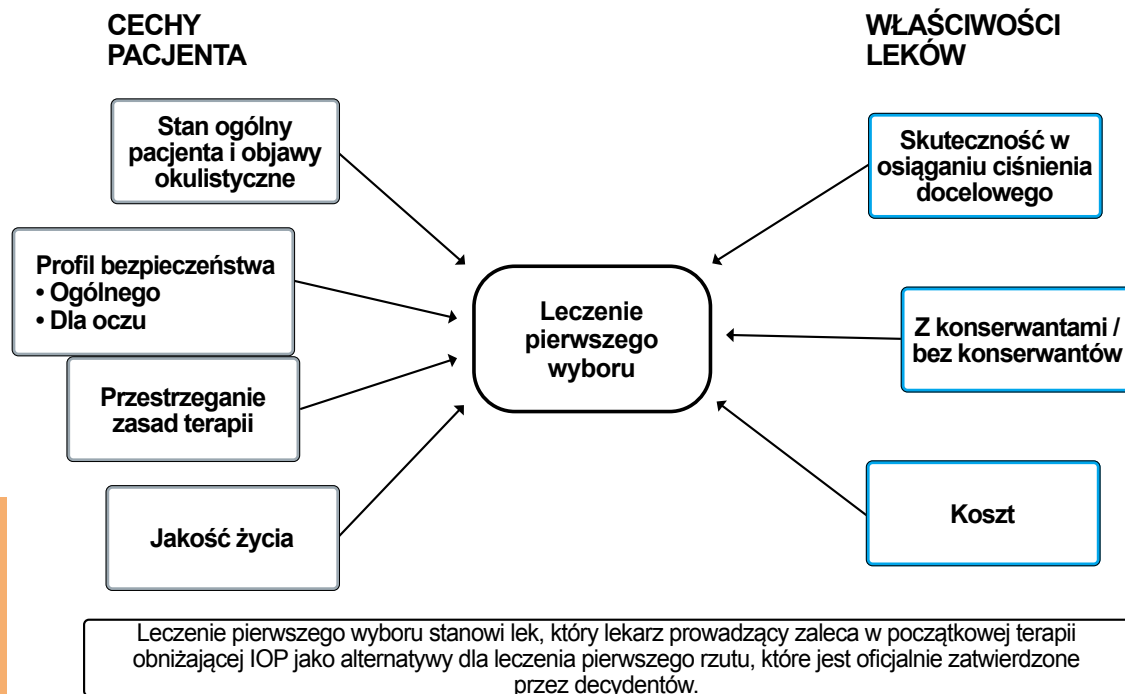 CECHY
PACJENTA
Stan ogólny
pacjenta i objawy
okulistyczne
Profil bezpieczeństwa
• Ogólnego
• Dla oczu
Przestrzeganie
zasad terapii
Jakość życia
Leczenie
pierwszego
wyboru
WŁAŚCIWOŚCI
LEKÓW
Skuteczność w
osiąganiu ciśnienia
docelowego
Z konserwantami /
bez konserwantów
Koszt
Leczenie pierwszego wyboru stanowi lek, który lekarz prowadzący zaleca w początkowej terapii
obniżającej IOP jako alternatywy dla leczenia pierwszego rzutu, które jest oficjalnie zatwierdzone
przez decydentów.